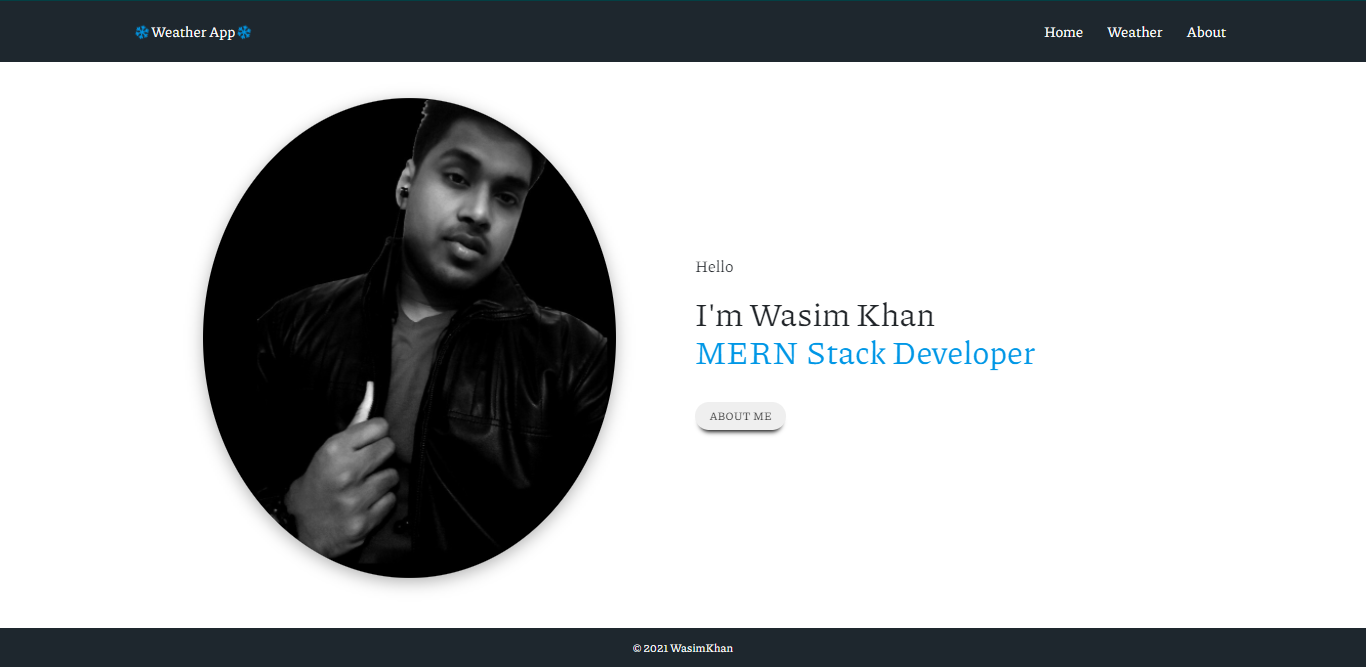 ❄️Weather App❄️
Home Weather About
Hello
I'm Wasim Khan
MERN Stack Developer
ABOUT ME
© 2021 WasimKhan